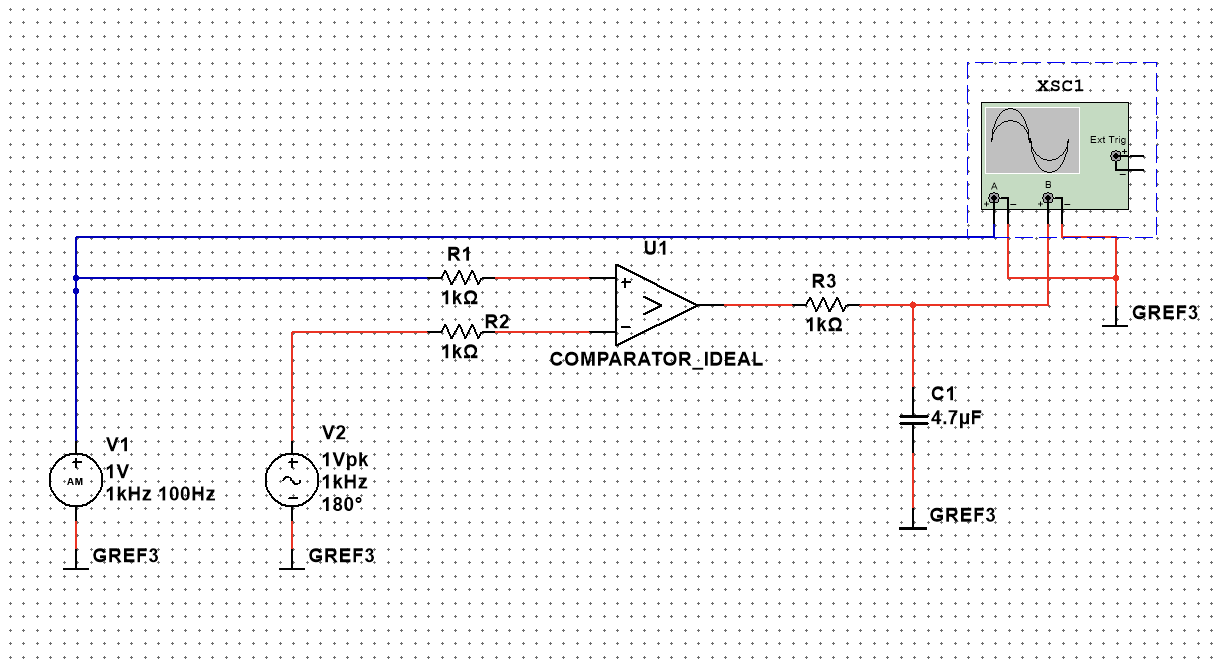 XSC1
Ext Trig
+
−
A
B
+ − + −
R1
1kΩ
U1
+
−
R2
1kΩ
COMPARATOR_IDEAL
R3
1kΩ
GREF3
C1
4.7µF
GREF3
V1
1V
1kHz 100Hz
+
AM
GREF3
V2
1Vpk
1kHz
180°
+
−
GREF3